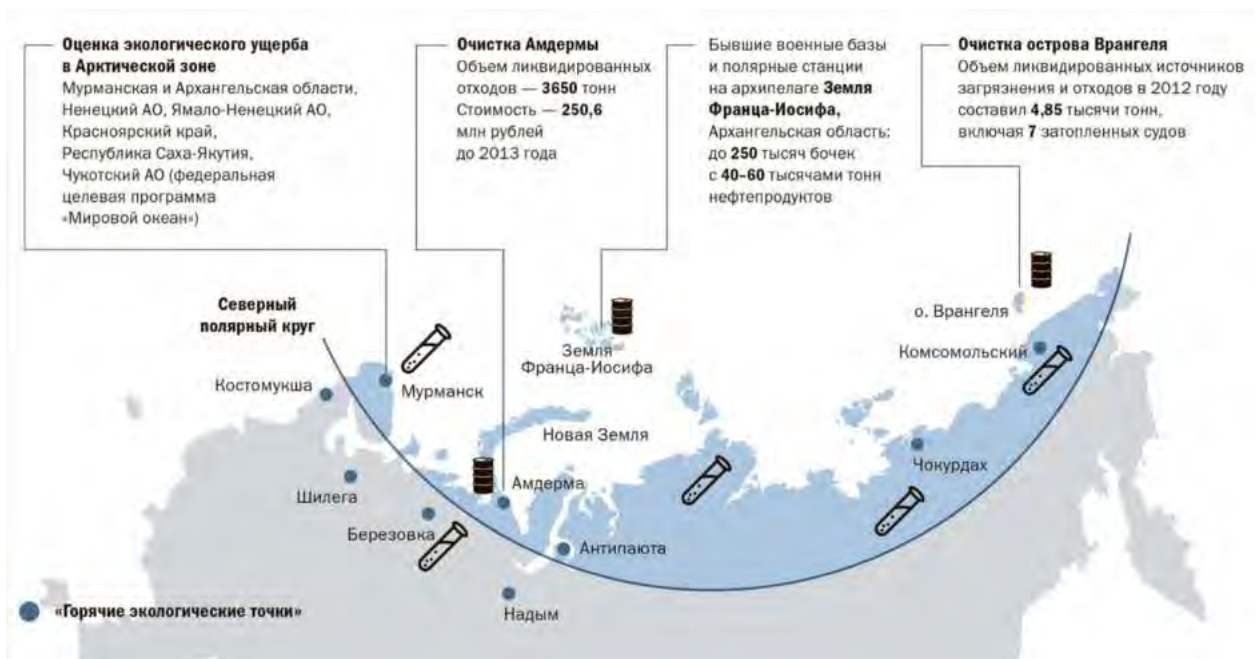 Оценка экологического ущерба
в Арктической зоне
Мурманская и Архангельская области,
Ненецкий АО, Ямало-Ненецкий АО,
Красноярский край,
Республика Саха-Якутия,
Чукотский АО (федеральная
целевая программа
«Мировой океан»)
Очистка Амдермы
Объем ликвидированных
отходов — 3650 тонн
Стоимость — 250,6
млн рублей
до 2013 года
Бывшие военные базы
и полярные станции
на архипелаге Земля
Франца-Иосифа,
Архангельская область:
до 250 тысяч бочек
с 40–60 тысячами тонн
нефтепродуктов
Очистка острова Врангеля
Объем ликвидированных источников
загрязнения и отходов в 2012 году
составил 4,85 тысячи тонн,
включая 7 затопленных судов
Северный
полярный круг
о. Врангеля
Комсомольский
Земля
Франца-Иосифа
Костомукша
Мурманск
Новая Земля
Чокурдах
Амдерма
Шилега
Березовка
Антипаюта
Надым
«Горячие экологические точки»